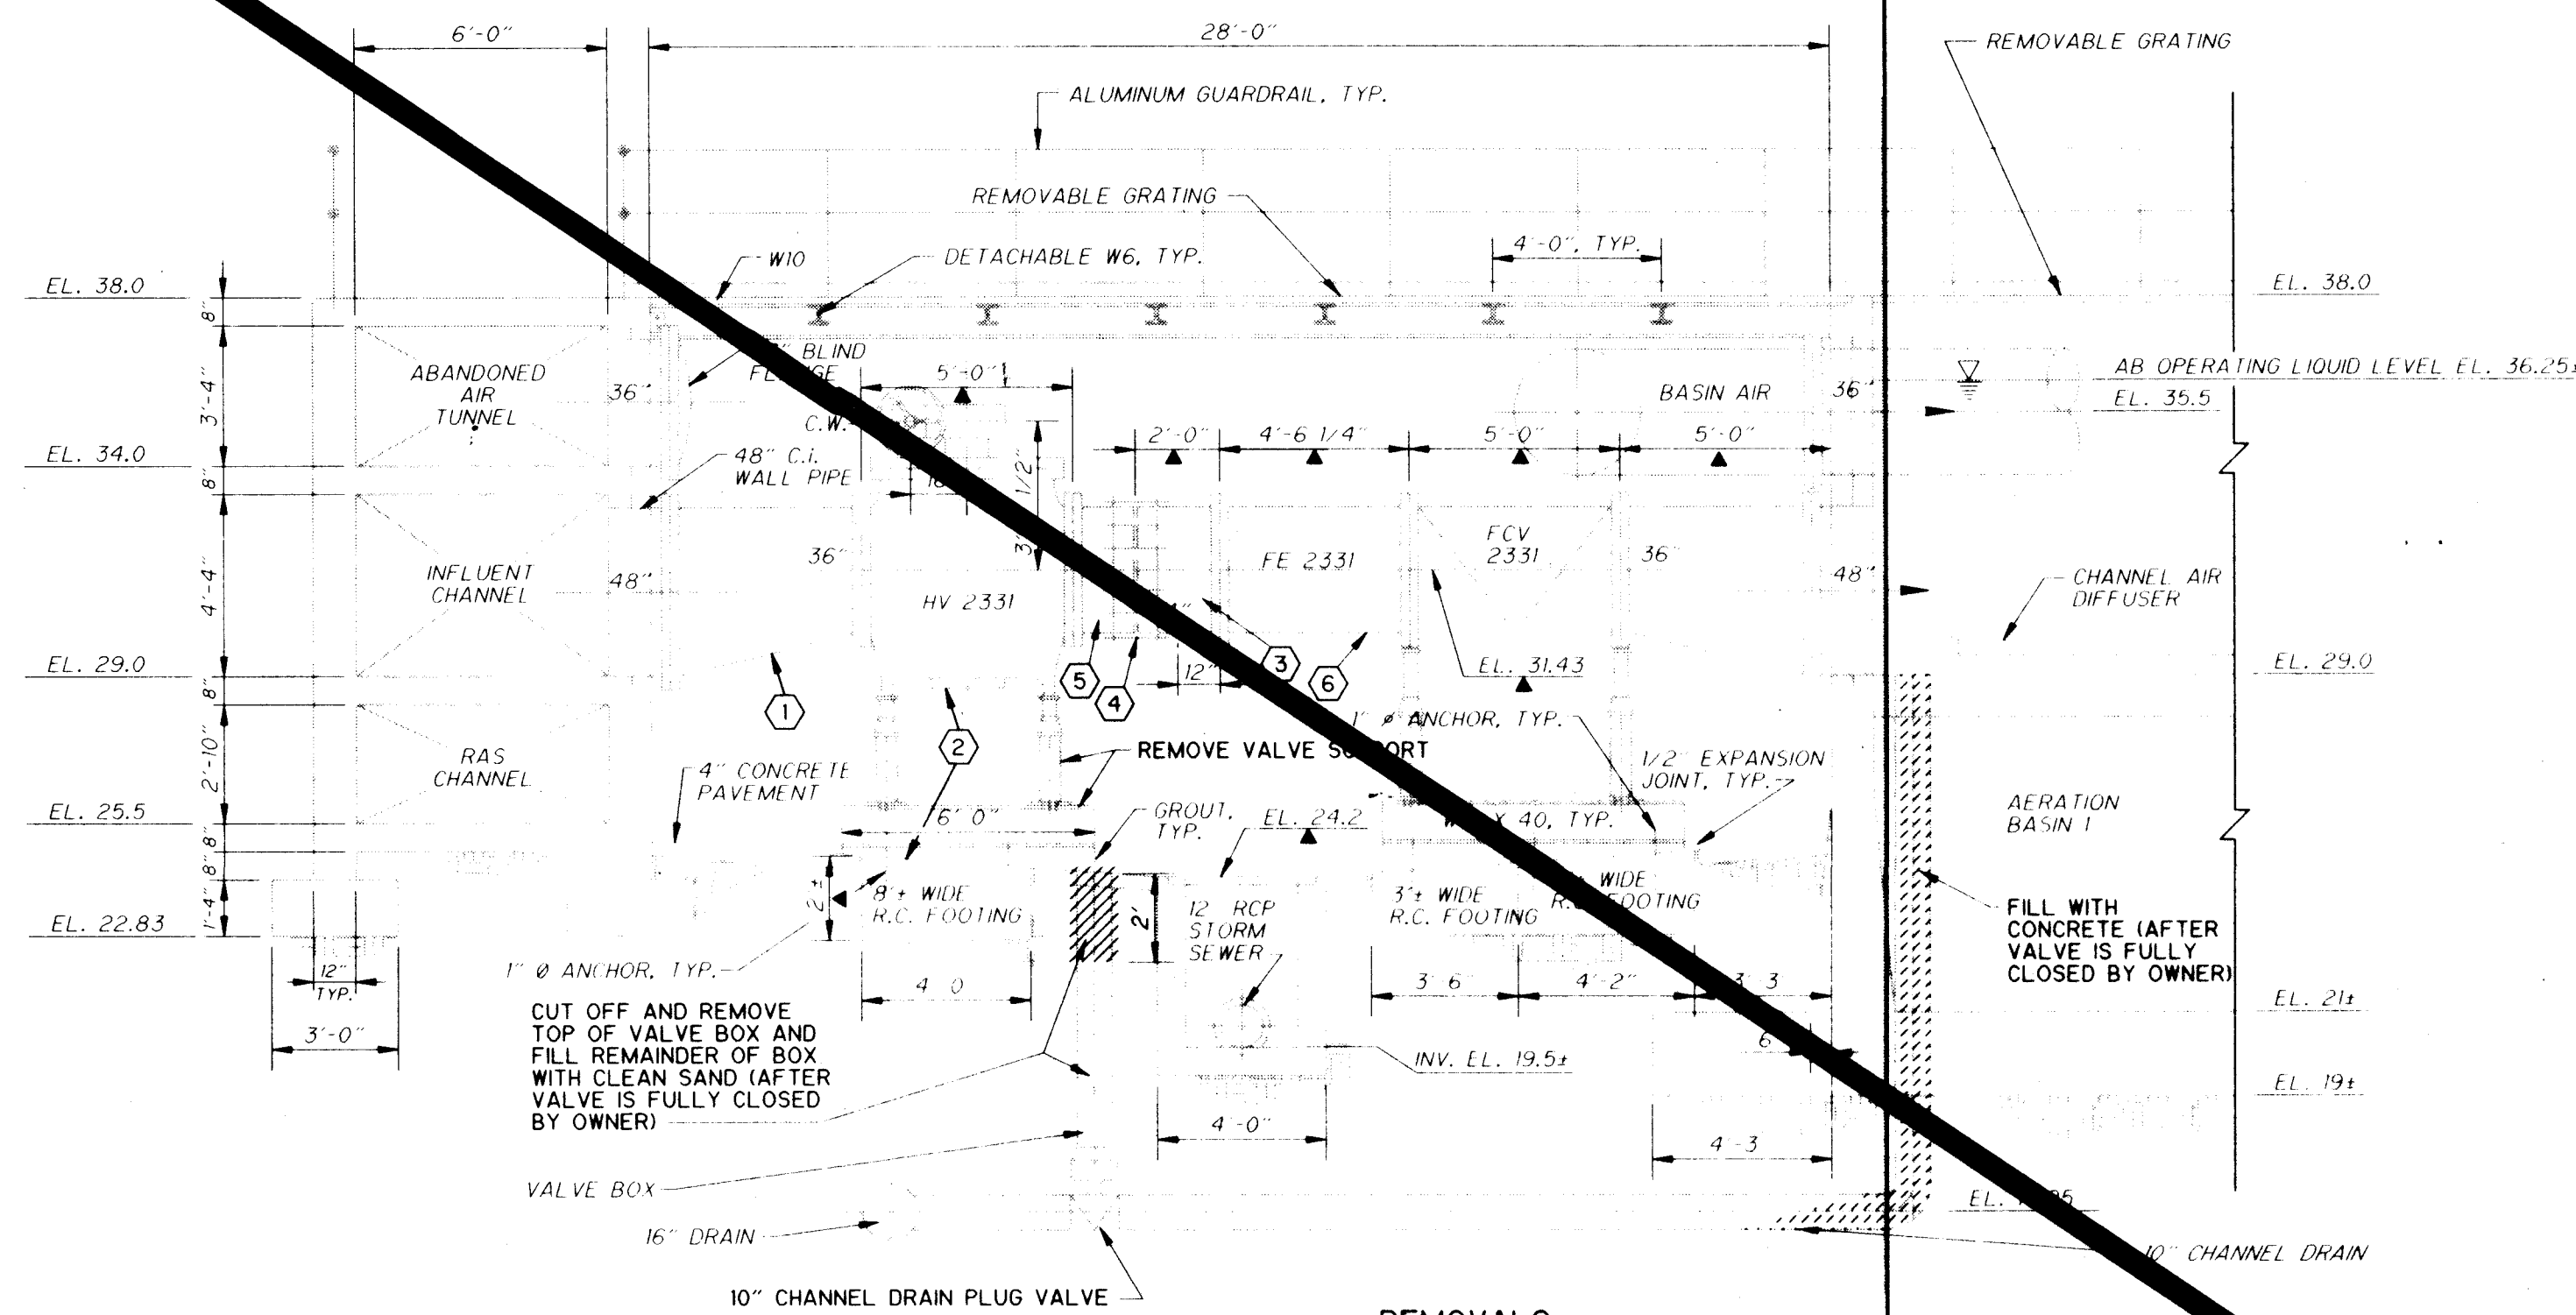 6'-0"
28'-0"
REMOVABLE GRATING
ALUMINUM GUARDRAIL, TYP.
REMOVABLE GRATING
W10
DETACHABLE W6, TYP.
4'-0", TYP.
EL. 38.0
EL. 38.0
8"
BLIND
ABANDONED
AIR
TUNNEL
36"
5'-0"
BASIN AIR
36"
AB OPERATING LIQUID LEVEL EL. 36.25±
EL. 35.5
3'-4"
C.W.
2'-0"
4'-6 1/4"
5'-0"
5'-0"
EL. 34.0
48" C.i.
WALL PIPE
8"
INFLUENT
CHANNEL
48"
36"
HV 2331
FE 2331
FCV
2331
36"
48"
CHANNEL AIR
DIFFUSER
4'-4"
EL. 29.0
EL. 29.0
8"
1
2
5
4
12"
3
6
EL. 31.43
ANCHOR, TYP.
REMOVE VALVE
1/2" EXPANSION
JOINT, TYP.
RAS
CHANNEL
2'-10"
4" CONCRETE
PAVEMENT
EL. 25.5
8"
8"
6' 0"
GROUT,
TYP.
EL. 24.2
40, TYP.
AERATION
BASIN 1
2'±
8'± WIDE
R.C. FOOTING
2'
12 RCP
STORM
SEWER
3'± WIDE
R.C. FOOTING
WIDE
FOOTING
FILL WITH
CONCRETE (AFTER
VALVE IS FULLY
CLOSED BY OWNER)
1'-4"
EL. 22.83
12"
TYP.
3'-0"
1" Ø ANCHOR, TYP.
4 0
3' 6"
4'-2"
3' 3
EL. 21±
CUT OFF AND REMOVE
TOP OF VALVE BOX AND
FILL REMAINDER OF BOX
WITH CLEAN SAND (AFTER
VALVE IS FULLY CLOSED
BY OWNER)
6
INV. EL. 19.5±
EL. 19±
4'-0"
4'-3
VALVE BOX
EL.
16" DRAIN
10" CHANNEL DRAIN
10" CHANNEL DRAIN PLUG VALVE